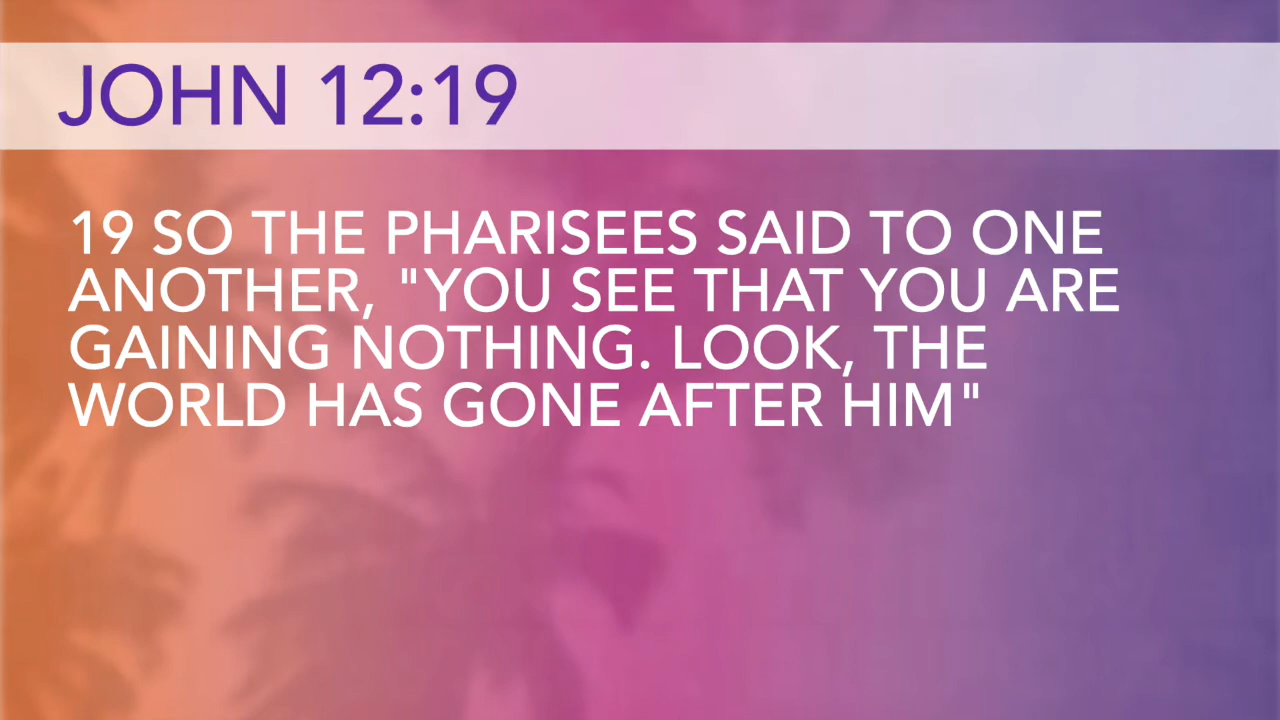 JOHN 12:19
19 SO THE PHARISEES SAID TO ONE
ANOTHER, "YOU SEE THAT YOU ARE
GAINING NOTHING. LOOK, THE
WORLD HAS GONE AFTER HIM"